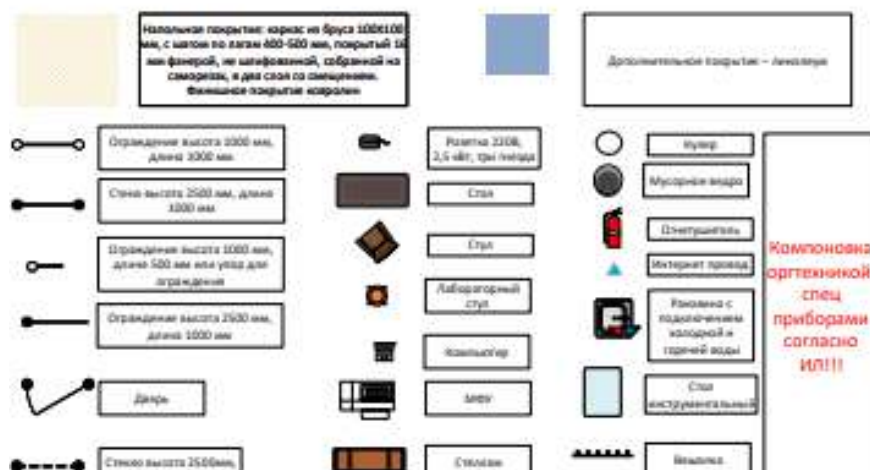 Напольное покрытие: каркас из бруса 100Х100
мм, с шагом по лагам 400-500 мм, покрытый 16
мм фанерой, не шлифованной, собранной на
саморезах, в два слоя со смещением.
Финишное покрытие ковролин
Дополнительное покрытие – линолеум
Ограждение высота 1000 мм,
длина 1000 мм
Розетка 220В,
2,5 кВт, три гнезда
Кулер
Стена высота 2500 мм, длина
1000 мм
Стол
Мусорное ведро
Ограждение высота 1000 мм,
длина 500 мм или упор для
ограждения
Стул
Огнетушитель
Интернет провод
Ограждение высота 2500 мм,
длина 1000 мм
Лабораторный
стул
Раковина с
подключением
холодной и
горячей воды
Компьютер
Дверь
МФУ
Стол
инструментальный
Стекло высота 2500мм,
Стеллаж
Вешалка
Компоновка
оргтехникой,
спец
приборами
согласно
ИЛ!!!